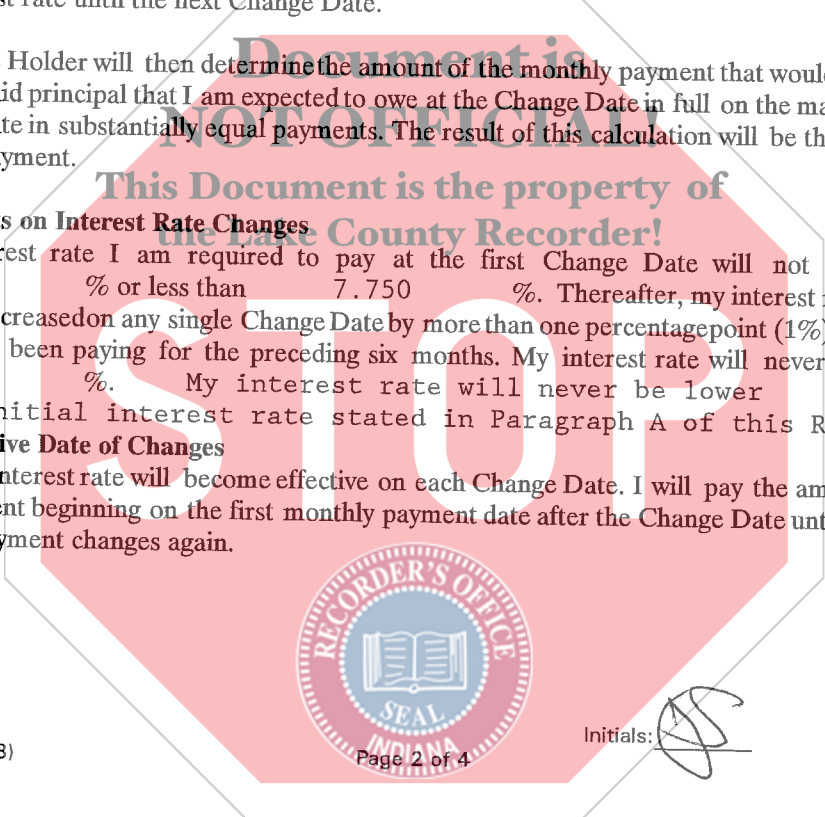 st rate until the next Change Date.
Document is
Holder will then determine the amount of the monthly payment that would
id principal that I am expected to owe at the Change Date in full on the ma
NOT OFFICIAL!
te in substantially equal payments. The result of this calculation will be th
yment.
This Document is the property of
s on Interest Rate Changes
the Lake County Recorder!
rest rate I am required to pay at the first Change Date will not
% or less than 7.750 %. Thereafter, my interest
creasedon any single Change Date by more than one percentage point (1%)
been paying for the preceding six months. My interest rate will never
%. My interest rate will never be lower
nitial interest rate stated in Paragraph A of this R
ive Date of Changes
nterest rate will become effective on each Change Date. I will pay the am
nt beginning on the first monthly payment date after the Change Date unt
yment changes again.
STOP
RECORDER'S OFFICE
SEAL
INDIANA
Initials:
3)
Page 2 of 4